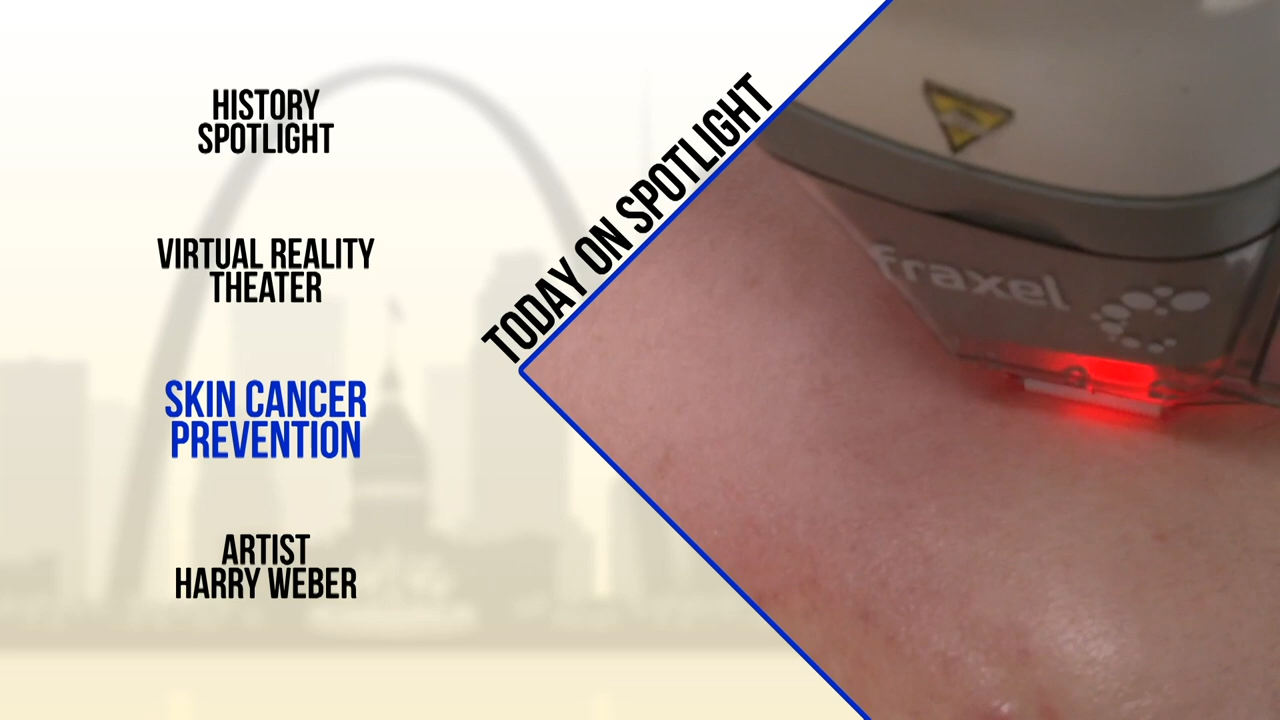 HISTORY
SPOTLIGHT
VIRTUAL REALITY
THEATER
SKIN CANCER
PREVENTION
ARTIST
HARRY WEBER
TODAY ON SPOTLIGHT
fraxel